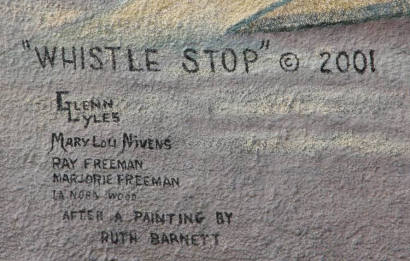 "WHISTLE STOP" © 2001
GLENN
LYLES
MARY LOU NIVENS
RAY FREEMAN
MARJORIE FREEMAN
LA NORA WOOD
AFTER A PAINTING BY
RUTH BARNETT